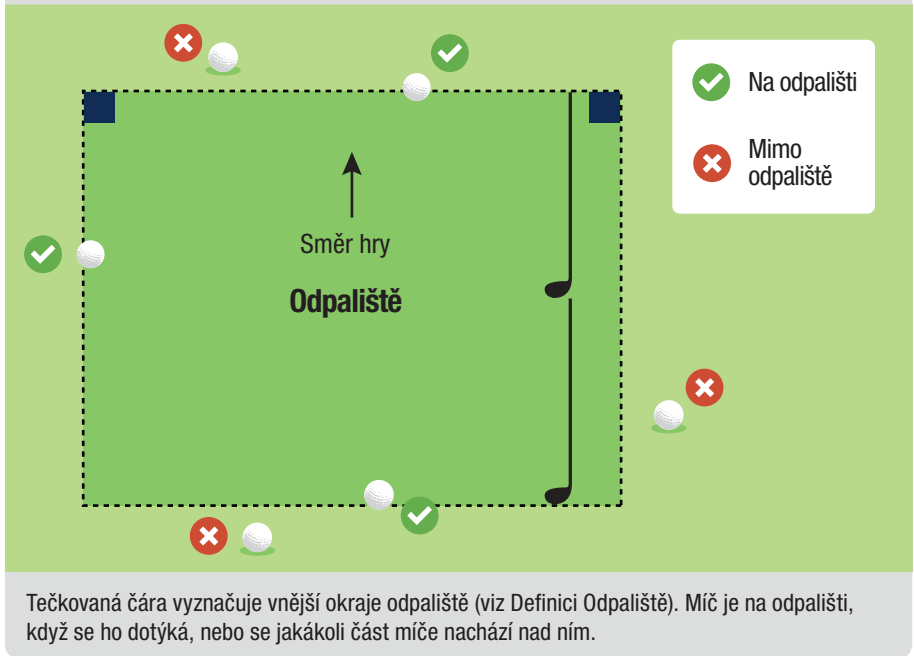 Na odpališti
Mimo
odpaliště
Směr hry
Odpaliště
Tečkovaná čára vyznačuje vnější okraje odpaliště (viz Definici Odpaliště). Míč je na odpališti,
když se ho dotýká, nebo se jakákoli část míče nachází nad ním.